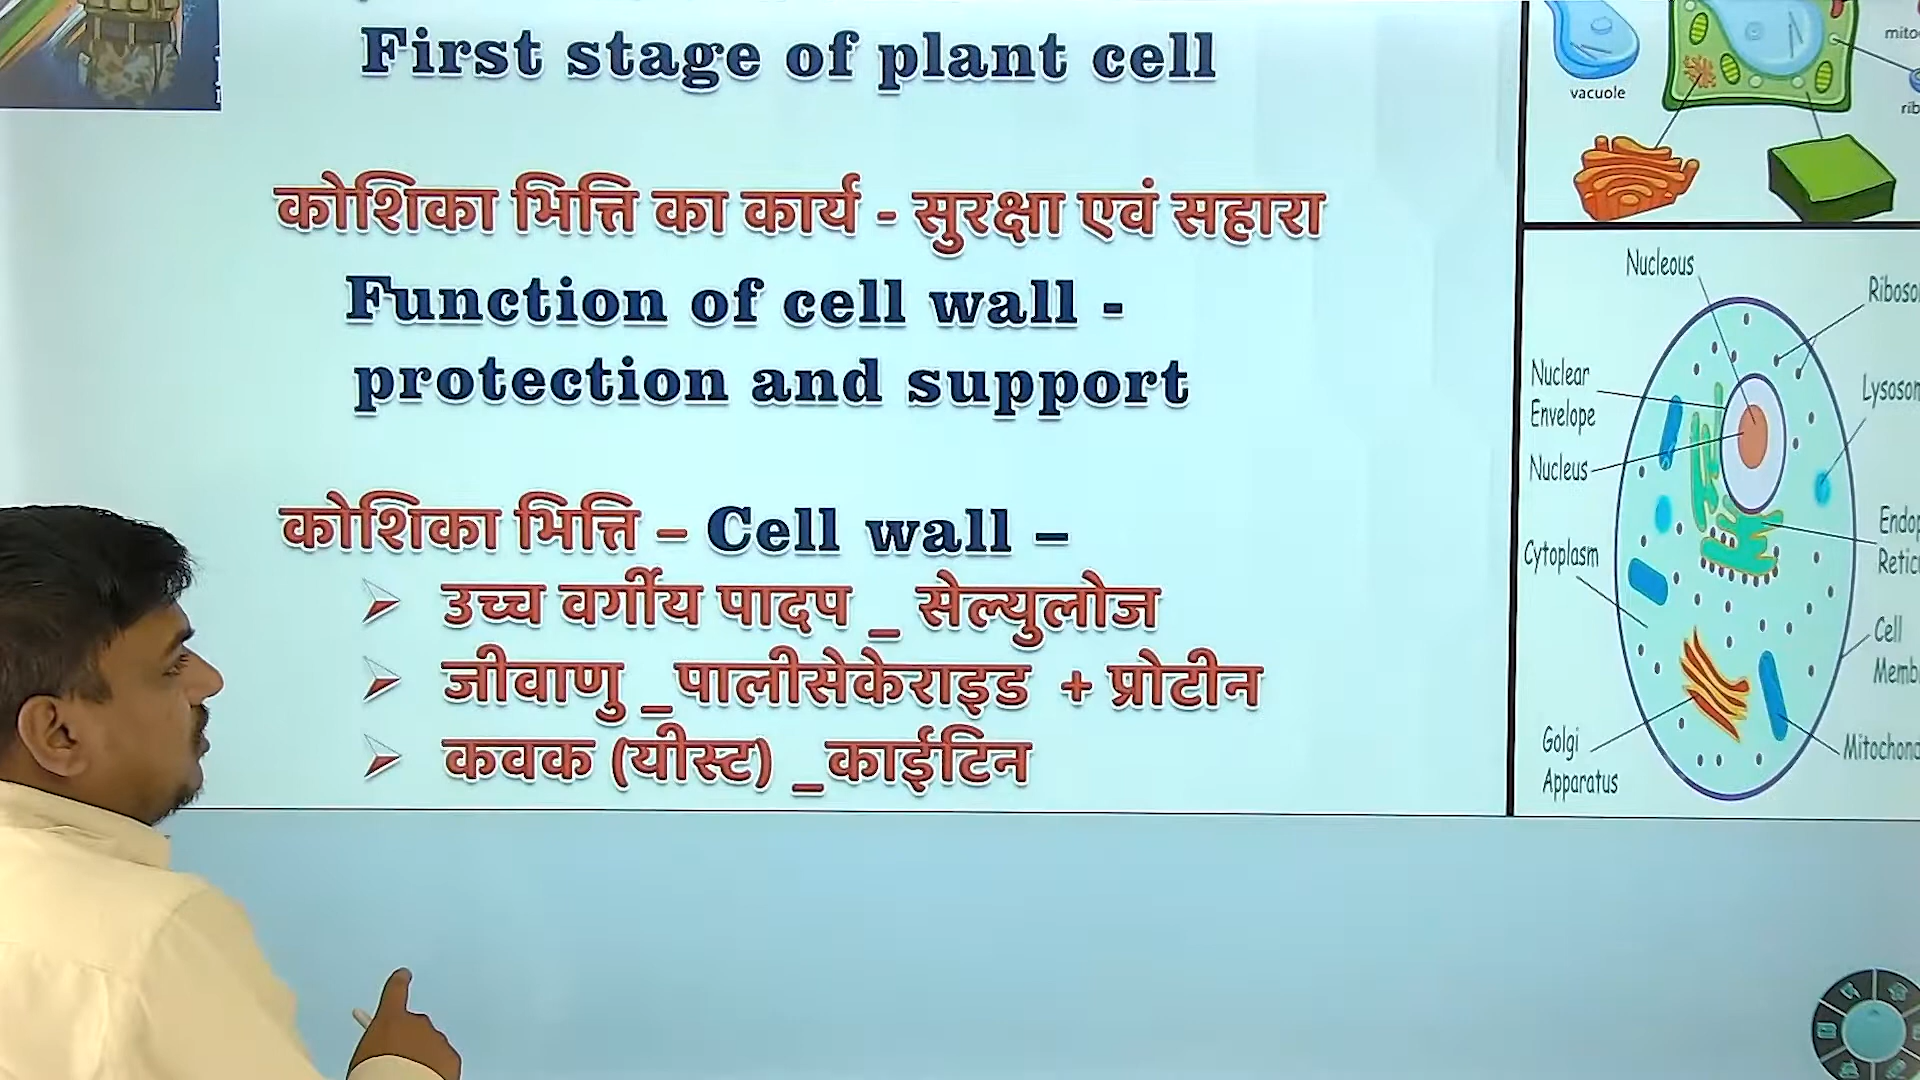 First stage of plant cell
कोशिका भित्ति का कार्य - सुरक्षा एवं सहारा
Function of cell wall -
protection and support
कोशिका भित्ति – Cell wall –
उच्च वर्गीय पादप _ सेल्युलोज
जीवाणु _पालीसेकेराइड + प्रोटीन
कवक (यीस्ट) _काईटिन
vacuole
Nucleous
Nuclear
Envelope
Nucleus
Cytoplasm
Golgi
Apparatus
Cell